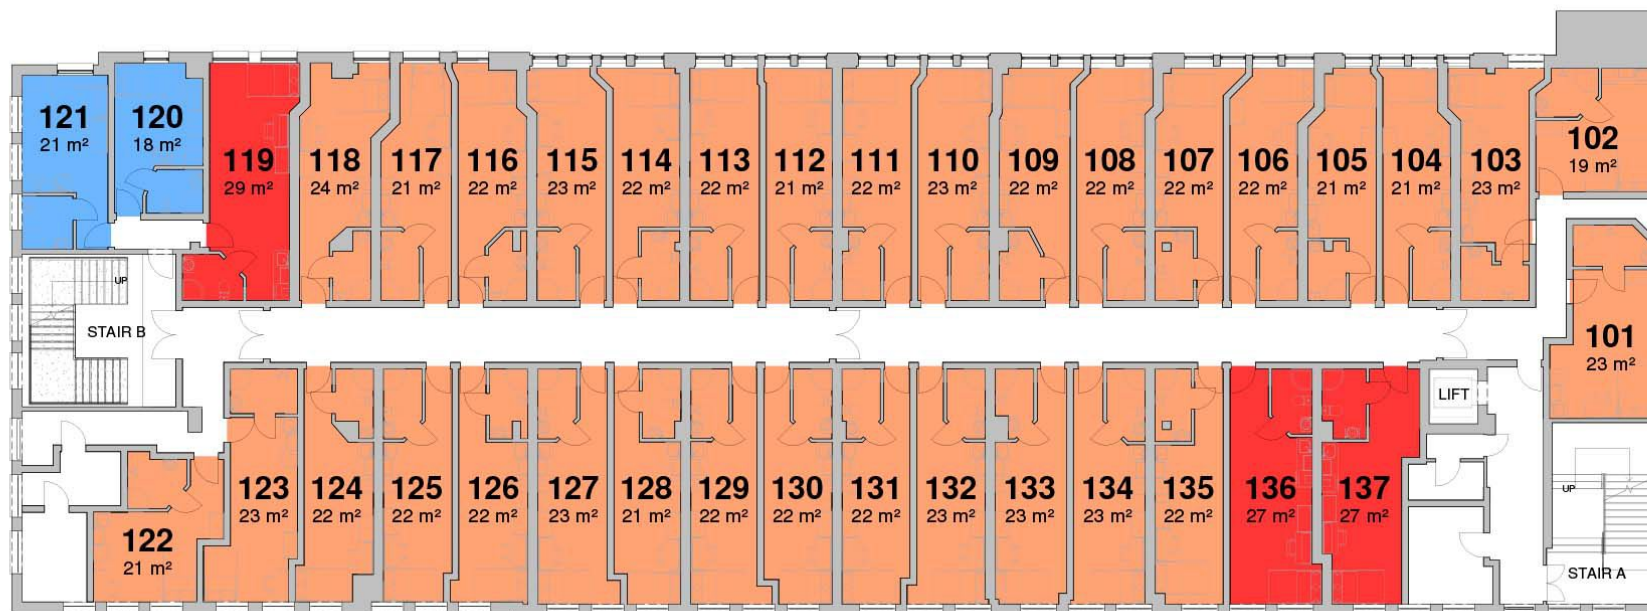 121
21 m²
120
18 m²
119
29 m²
118
24 m²
117
21 m²
116
22 m²
115
23 m²
114
22 m²
113
22 m²
112
21 m²
111
22 m²
110
23 m²
109
22 m²
108
22 m²
107
22 m²
106
22 m²
105
21 m²
104
21 m²
103
23 m²
102
19 m²
UP
STAIR B
101
23 m²
LIFT
122
21 m²
123
23 m²
124
22 m²
125
22 m²
126
22 m²
127
23 m²
128
21 m²
129
22 m²
130
22 m²
131
22 m²
132
23 m²
133
23 m²
134
23 m²
135
22 m²
136
27 m²
137
27 m²
UP
STAIR A